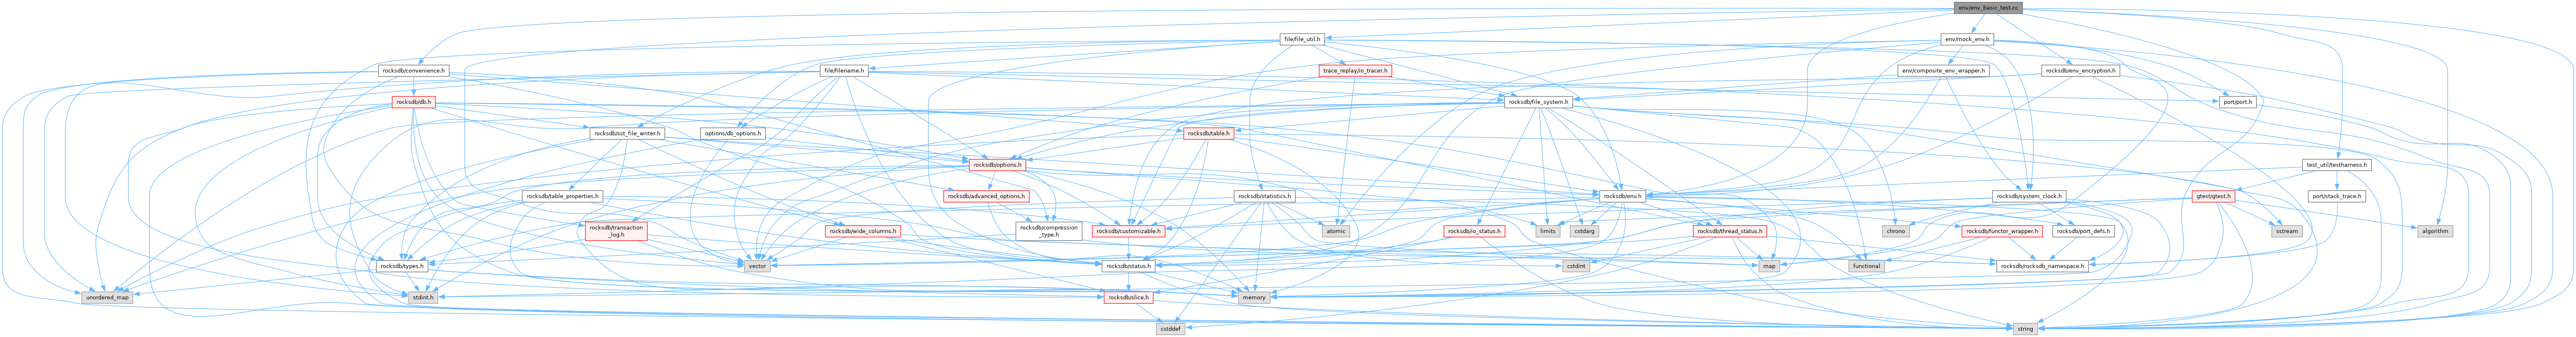 env/env_basic_test.cc
file/file_util.h
env/mock_env.h
rocksdb/convenience.h
file/filename.h
trace_replay/io_tracer.h
env/composite_env_wrapper.h
rocksdb/env_encryption.h
rocksdb/db.h
rocksdb/file_system.h
port/port.h
rocksdb/sst_file_writer.h
options/db_options.h
rocksdb/table.h
rocksdb/options.h
test_util/testharness.h
rocksdb/table_properties.h
rocksdb/advanced_options.h
rocksdb/statistics.h
rocksdb/env.h
rocksdb/system_clock.h
gtest/gtest.h
port/stack_trace.h
rocksdb/transaction
_log.h
rocksdb/wide_columns.h
rocksdb/compression
_type.h
rocksdb/customizable.h
atomic
rocksdb/io_status.h
limits
cstdarg
rocksdb/thread_status.h
chrono
rocksdb/functor_wrapper.h
rocksdb/port_defs.h
sstream
algorithm
rocksdb/types.h
vector
rocksdb/status.h
cstdint
map
functional
rocksdb/rocksdb_namespace.h
unordered_map
stdint.h
rocksdb/slice.h
memory
cstddef
string